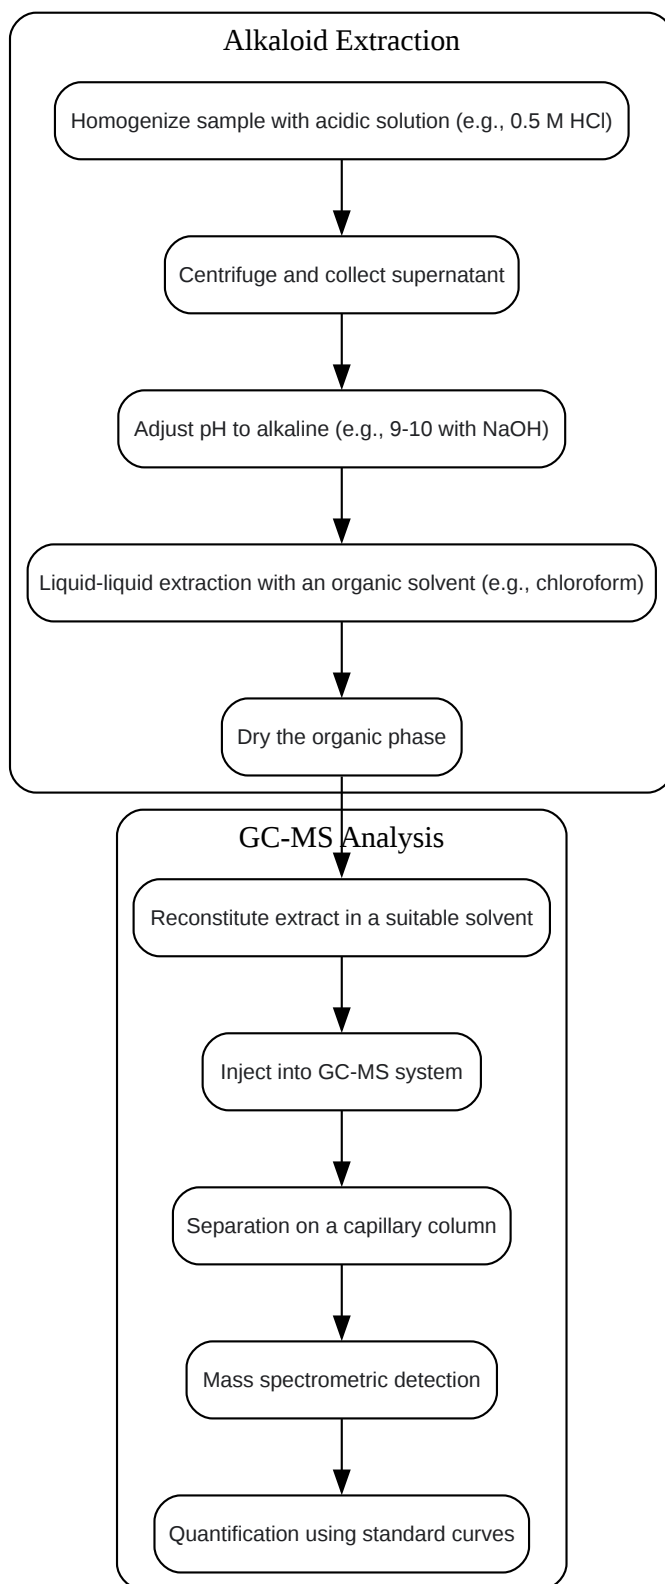 Alkaloid Extraction
Homogenize sample with acidic solution (e.g., 0.5 M HCl)
Centrifuge and collect supernatant
Adjust pH to alkaline (e.g., 9-10 with NaOH)
Liquid-liquid extraction with an organic solvent (e.g., chloroform)
Dry the organic phase
GC-MS Analysis
Reconstitute extract in a suitable solvent
Inject into GC-MS system
Separation on a capillary column
Mass spectrometric detection
Quantification using standard curves